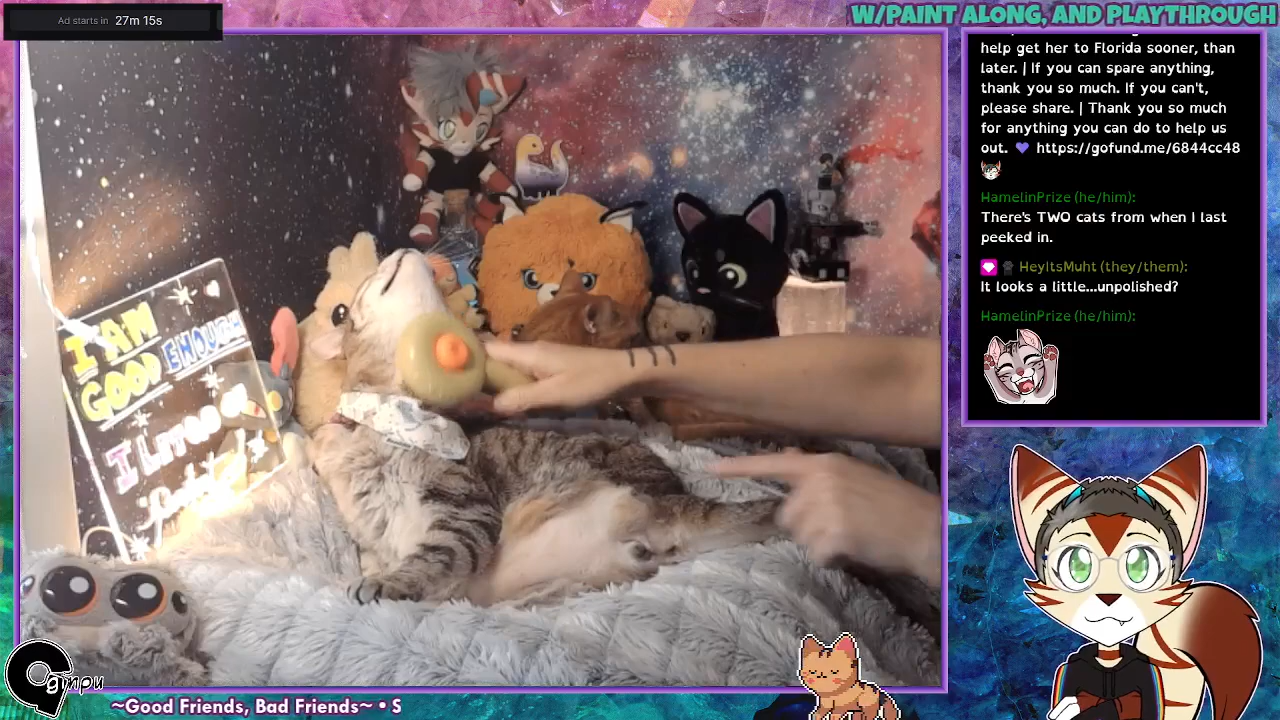 Ad starts in 27m 15s
W/PAINT ALONG, AND PLAYTHROUGH
help get her to Florida sooner, than
later. | If you can spare anything,
thank you so much. If you can't,
please share. | Thank you so much
for anything you can do to help us
out. 💜 https://gofund.me/6844cc48
HamelinPrize (he/him):
There's TWO cats from when I last
peeked in.
HeyItsMuht (they/them):
It looks a little...unpolished?
HamelinPrize (he/him):
I AM
GOOD ENOUGH
ginpu
~Good Friends, Bad Friends~ • S